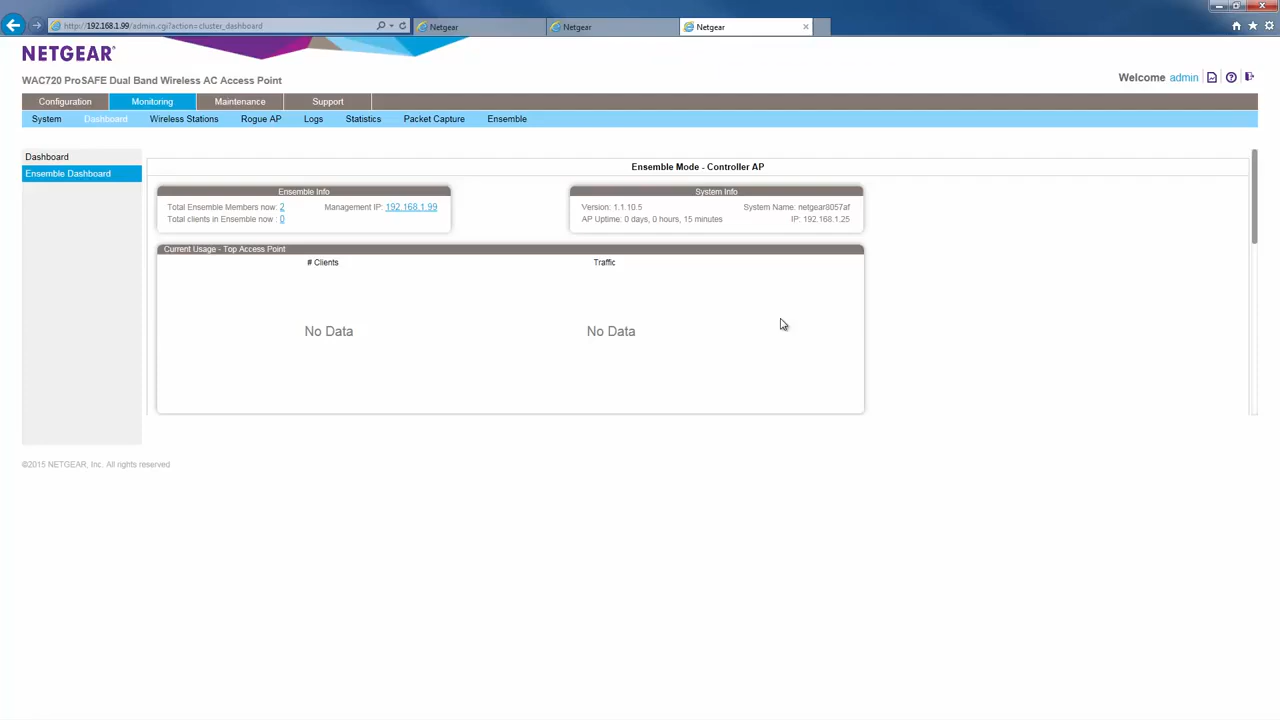 http://192.168.1.99/admin.cgi?action=cluster_dashboard
Netgear
Netgear
Netgear
NETGEAR®
WAC720 ProSAFE Dual Band Wireless AC Access Point
Welcome admin
Configuration Monitoring Maintenance Support
System Dashboard Wireless Stations Rogue AP Logs Statistics Packet Capture Ensemble
Dashboard
Ensemble Dashboard
Ensemble Mode - Controller AP
Ensemble Info
Total Ensemble Members now: 2 Management IP: 192.168.1.99
Total clients in Ensemble now : 0
System Info
Version: 1.1.10.5 System Name: netgear8057af
AP Uptime: 0 days, 0 hours, 15 minutes IP: 192.168.1.25
Current Usage - Top Access Point
# Clients Traffic
No Data No Data
©2015 NETGEAR, Inc. All rights reserved